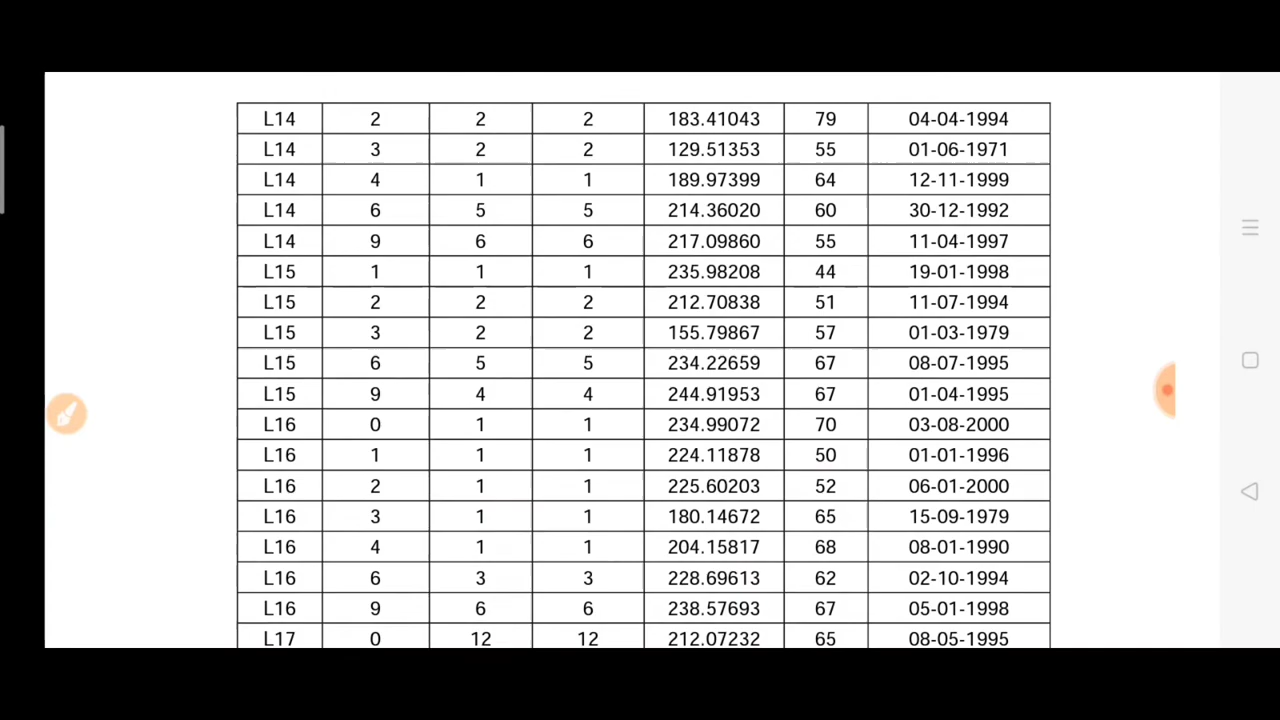 L14 2 2 2 183.41043 79 04-04-1994
L14 3 2 2 129.51353 55 01-06-1971
L14 4 1 1 189.97399 64 12-11-1999
L14 6 5 5 214.36020 60 30-12-1992
L14 9 6 6 217.09860 55 11-04-1997
L15 1 1 1 235.98208 44 19-01-1998
L15 2 2 2 212.70838 51 11-07-1994
L15 3 2 2 155.79867 57 01-03-1979
L15 6 5 5 234.22659 67 08-07-1995
L15 9 4 4 244.91953 67 01-04-1995
L16 0 1 1 234.99072 70 03-08-2000
L16 1 1 1 224.11878 50 01-01-1996
L16 2 1 1 225.60203 52 06-01-2000
L16 3 1 1 180.14672 65 15-09-1979
L16 4 1 1 204.15817 68 08-01-1990
L16 6 3 3 228.69613 62 02-10-1994
L16 9 6 6 238.57693 67 05-01-1998
L17 0 12 12 212.07232 65 08-05-1995